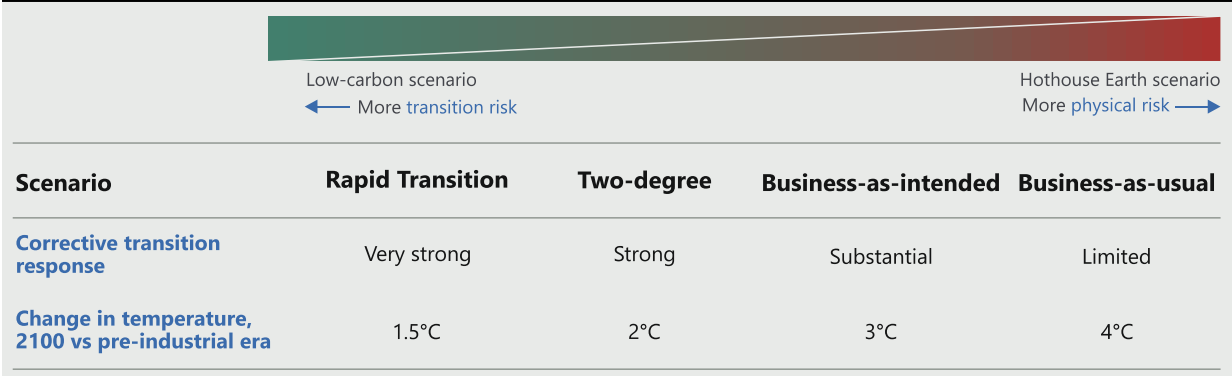 Low-carbon scenario
Hothouse Earth scenario
← More transition risk
More physical risk →
Scenario
Rapid Transition
Two-degree
Business-as-intended
Business-as-usual
Corrective transition
response
Very strong
Strong
Substantial
Limited
Change in temperature,
2100 vs pre-industrial era
1.5°C
2°C
3°C
4°C